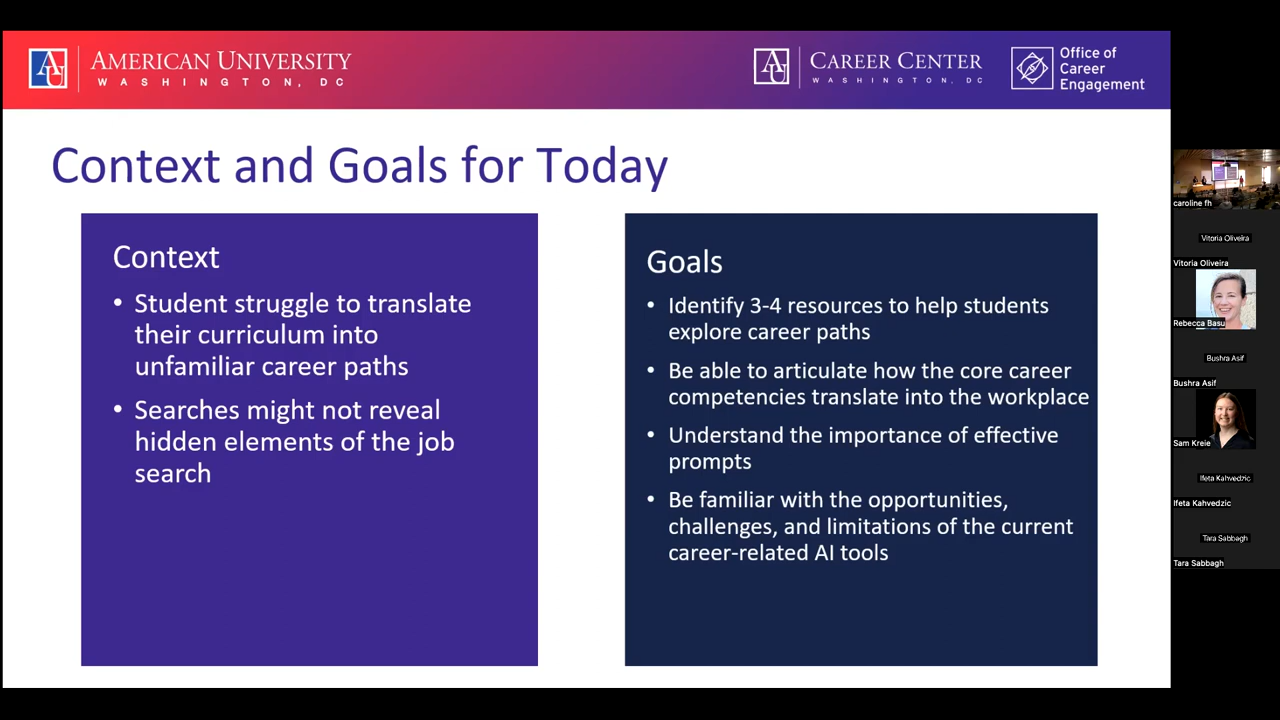 AMERICAN UNIVERSITY
WASHINGTON, DC
CAREER CENTER
WASHINGTON, DC
Office of
Career
Engagement
Context and Goals for Today
Context
• Student struggle to translate
their curriculum into
unfamiliar career paths
• Searches might not reveal
hidden elements of the job
search
Goals
• Identify 3-4 resources to help students
explore career paths
• Be able to articulate how the core career
competencies translate into the workplace
• Understand the importance of effective
prompts
• Be familiar with the opportunities,
challenges, and limitations of the current
career-related AI tools
caroline fh
Vitoria Oliveira
Vitoria Oliveira
Rebecca Basu
Bushra Asif
Bushra Asif
Sam Kreie
Ifeta Kahvedzic
Ifeta Kahvedzic
Tara Sabbagh
Tara Sabbagh